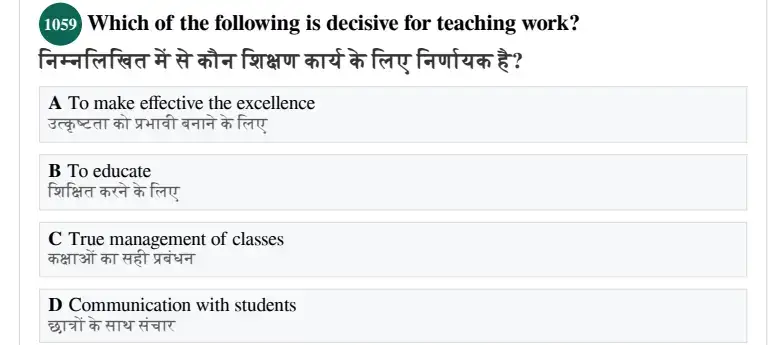 1059 Which of the following is decisive for teaching work?
निम्नलिखित में से कौन शिक्षण कार्य के लिए निर्णायक है?
A To make effective the excellence
उत्कृष्टता को प्रभावी बनाने के लिए
B To educate
शिक्षित करने के लिए
C True management of classes
कक्षाओं का सही प्रबंधन
D Communication with students
छात्रों के साथ संचार